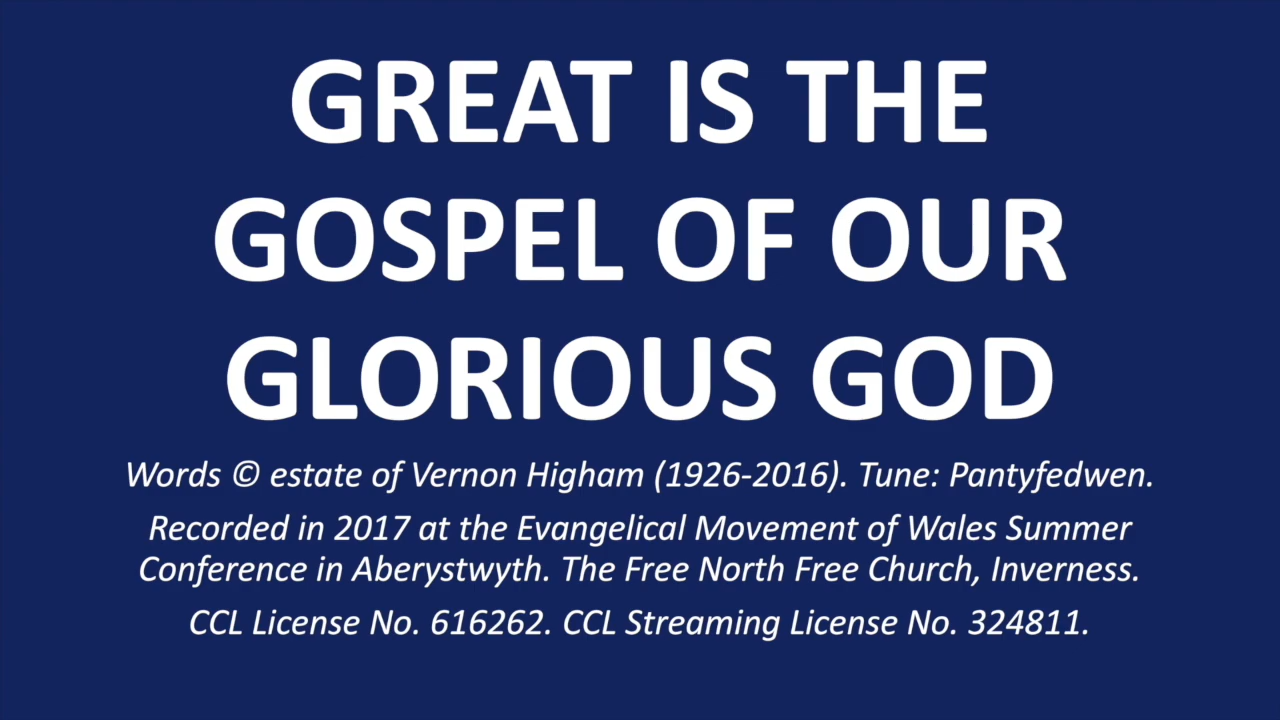 GREAT IS THE
GOSPEL OF OUR
GLORIOUS GOD
Words © estate of Vernon Higham (1926-2016). Tune: Pantyfedwen.
Recorded in 2017 at the Evangelical Movement of Wales Summer
Conference in Aberystwyth. The Free North Free Church, Inverness.
CCL License No. 616262. CCL Streaming License No. 324811.